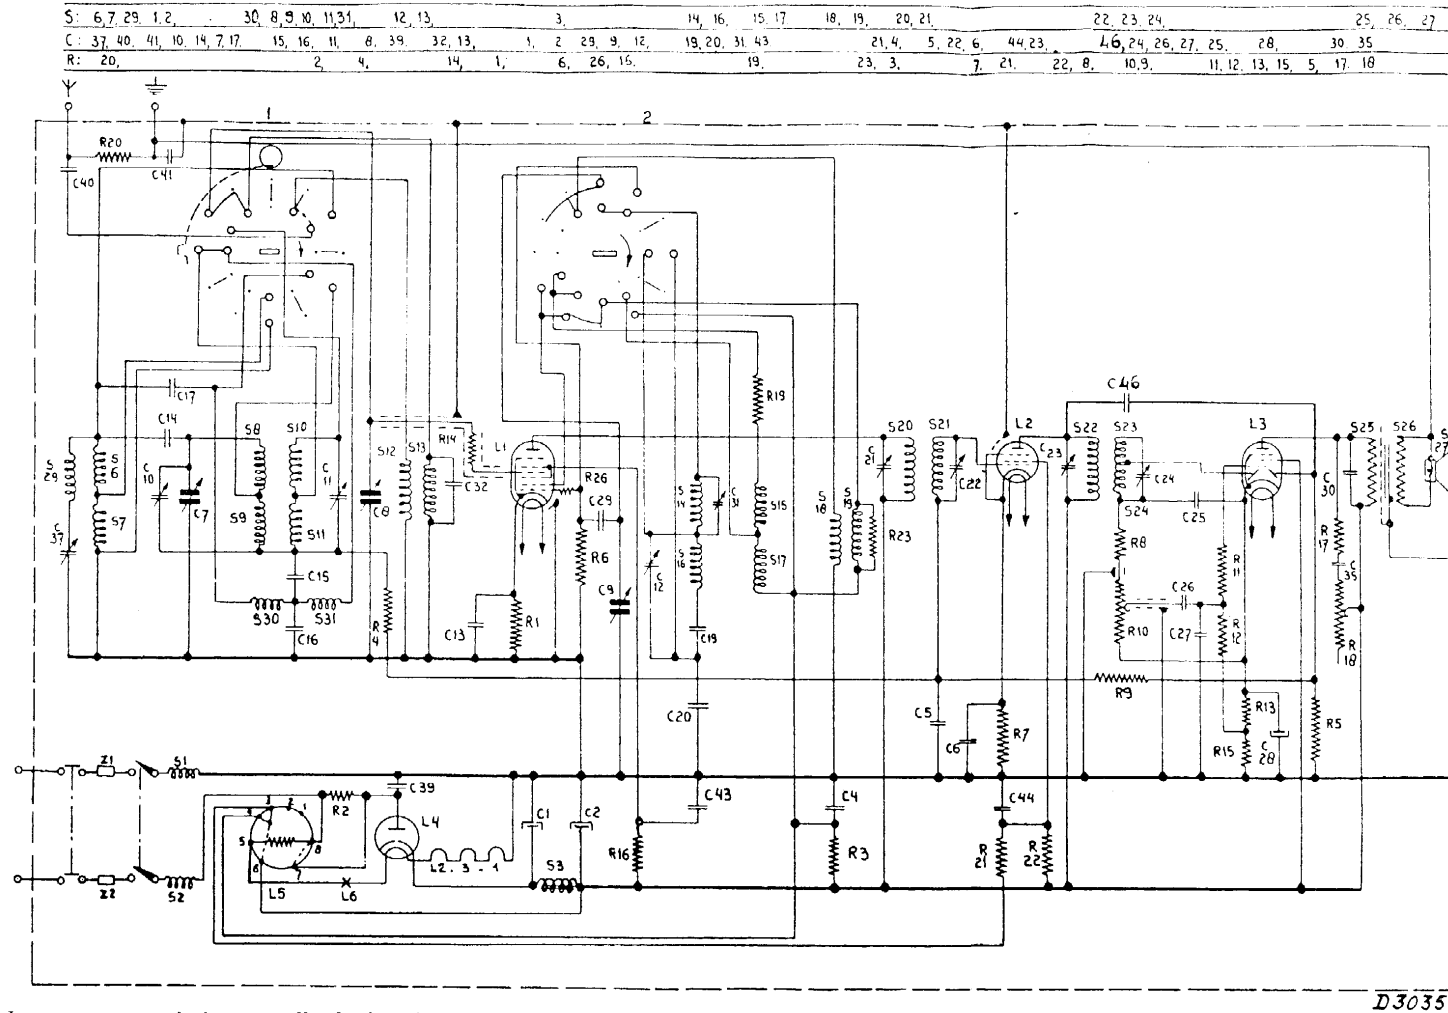 S: 6,7, 29, 1, 2, 30, 8, 9, 10, 11, 31, 12, 13, 3, 14, 16, 15, 17 18, 19, 20, 21, 22, 23, 24, 25, 26, 27
C: 37, 40, 41, 10, 14, 7, 17. 15, 16, 11, 8, 39. 32, 13, 1, 2 29, 9, 12, 19, 20, 31, 43 21, 4, 5, 22, 6, 44, 23, 46, 24, 26, 27, 25, 28, 30. 35
R: 20, 2, 4, 14, 1, 6, 26, 16. 19. 23, 3, 7. 21. 22, 8, 10, 9. 11, 12, 13, 15, 5, 17. 18
1 2
R20
C40 C41
C17 C46
R19
C14 S8 S10 S12 S13 R14 L1 S20 S21 L2 S22 S23 L3 S25 S26 S27
S29 S6 C10 C7 C11 C8 C32 R26 C29 S14 C31 S15 C21 C22 C23 C24 C30
C37 S7 S9 S11 R6 S16 S17 S18 S19 R23 S24 C25 R17
C15 C12 R8 R11 C35
S30 S31 C9 C26
C16 R4 C13 R1 C19 R10 C27 R12 R18
R9
C20 C5 C6 R7 R13 R15 C28 R5
Z1 S1
C39 C43 C4 C44
3 2 1
4 R2 L4 C1 C2
5 8 R16 R3 R21 R22
6 7 L2. 3 - 1 S3
Z2 S2 L5 L6
D3035